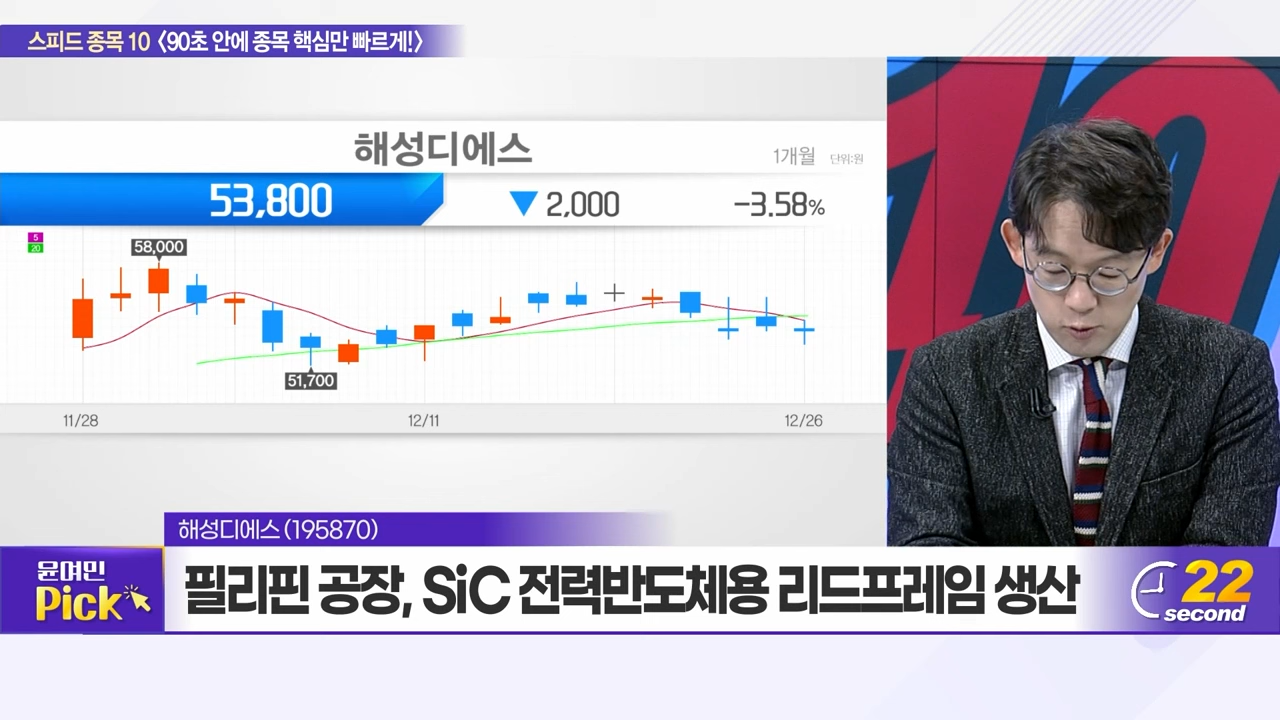 스피드 종목 10 〈90초 안에 종목 핵심만 빠르게!〉
해성디에스
1개월 단위:원
53,800 ▼2,000 -3.58%
5
20
58,000
51,700
11/28 12/11 12/26
해성디에스(195870)
윤여민
Pick
필리핀 공장, SiC 전력반도체용 리드프레임 생산
22
second